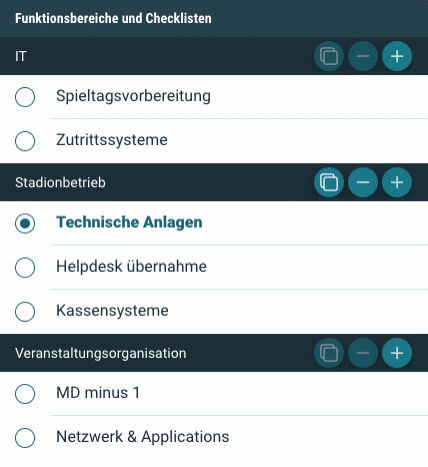 Funktionsbereiche und Checklisten
IT
Spieltagsvorbereitung
Zutrittssysteme
Stadionbetrieb
Technische Anlagen
Helpdesk übernahme
Kassensysteme
Veranstaltungsorganisation
MD minus 1
Netzwerk & Applications